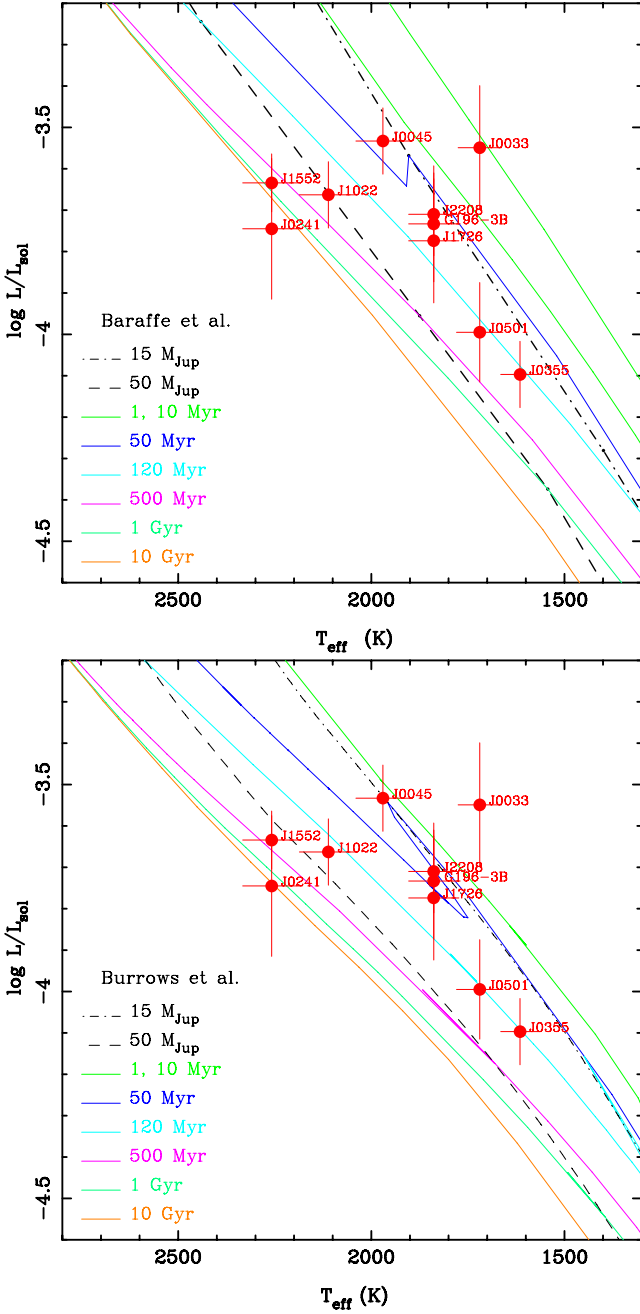 −3.5
−4
−4.5
log L/Lsol
J0045
J0033
J1552
J1022
J2208
G196−3B
J0241
J1726
J0501
J0355
Baraffe et al.
15 MJup
50 MJup
1, 10 Myr
50 Myr
120 Myr
500 Myr
1 Gyr
10 Gyr
2500 2000 1500
Teff (K)
−3.5
−4
−4.5
log L/Lsol
J0045
J0033
J1552
J1022
J2208
G196−3B
J0241
J1726
J0501
J0355
Burrows et al.
15 MJup
50 MJup
1, 10 Myr
50 Myr
120 Myr
500 Myr
1 Gyr
10 Gyr
2500 2000 1500
Teff (K)